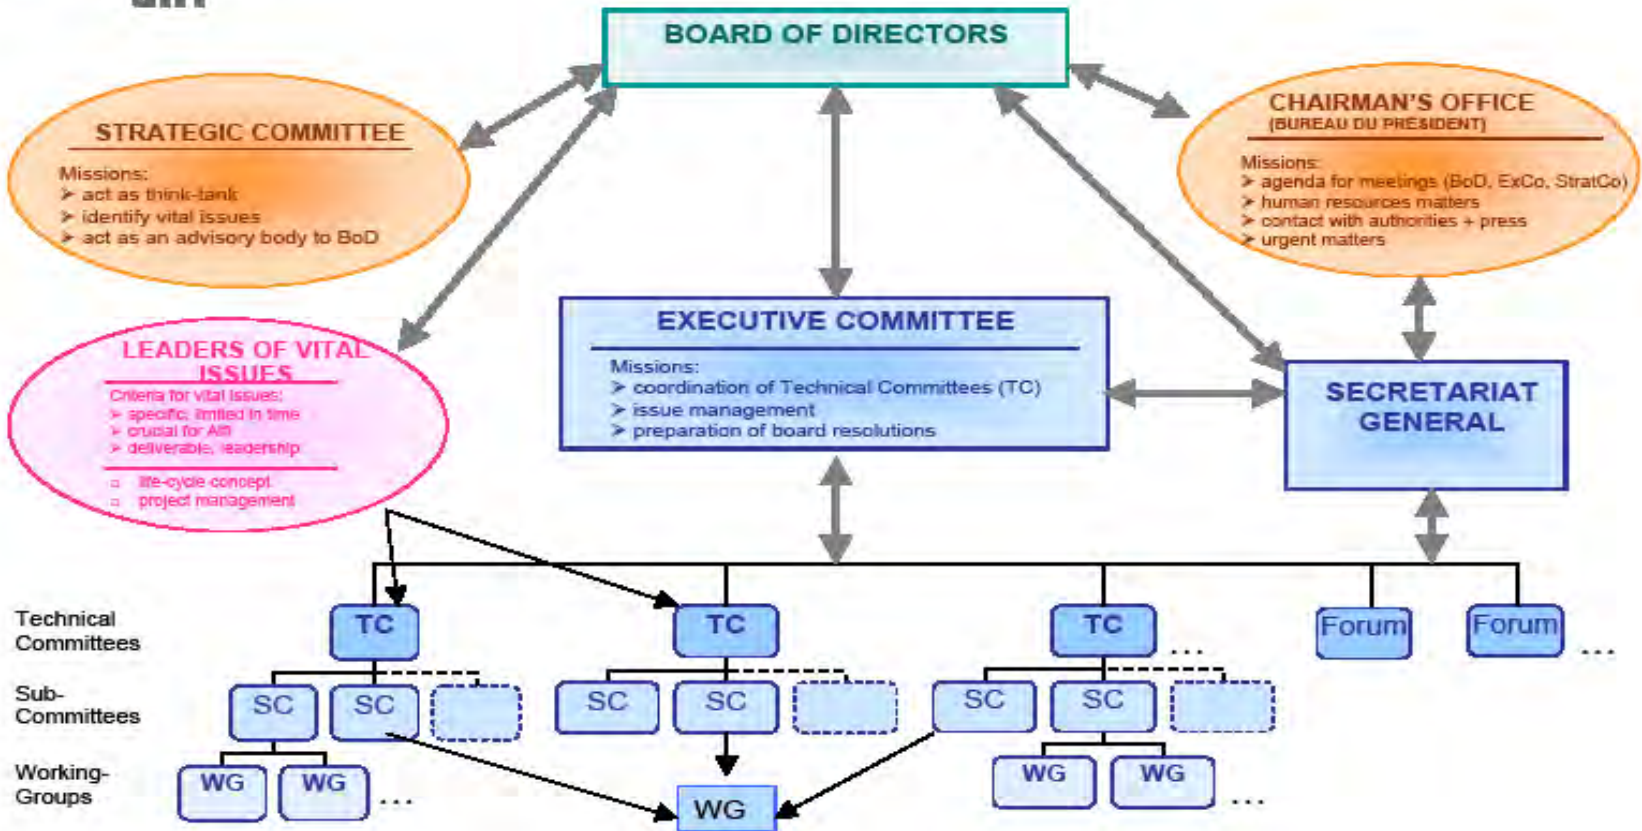 alfi
BOARD OF DIRECTORS
STRATEGIC COMMITTEE
Missions:
➢ act as think-tank
➢ identify vital issues
➢ act as an advisory body to BoD
CHAIRMAN'S OFFICE
(BUREAU DU PRÉSIDENT)
Missions:
➢ agenda for meetings (BoD, ExCo, StratCo)
➢ human resources matters
➢ contact with authorities + press
➢ urgent matters
LEADERS OF VITAL
ISSUES
Criteria for vital issues:
➢ specific, limited in time
➢ crucial for Alfi
➢ deliverable, leadership
□ life-cycle concept
□ project management
EXECUTIVE COMMITTEE
Missions:
➢ coordination of Technical Committees (TC)
➢ issue management
➢ preparation of board resolutions
SECRETARIAT
GENERAL
Technical
Committees
TC
TC
TC
...
Forum
Forum
...
Sub-
Committees
SC
SC
SC
SC
SC
SC
Working-
Groups
WG
WG
...
WG
WG
WG
...